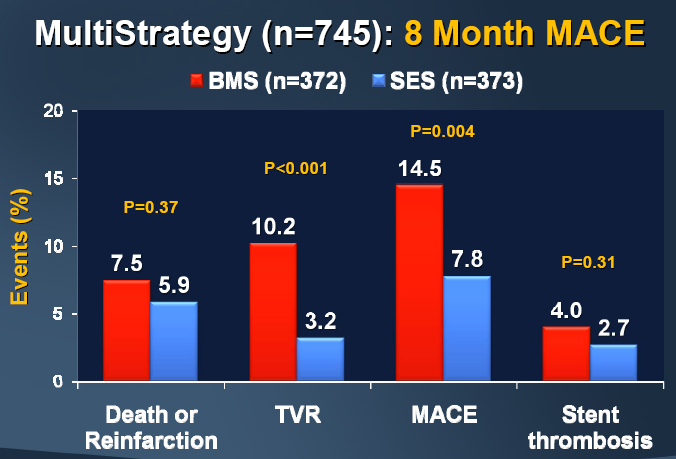 MultiStrategy (n=745): 8 Month MACE
BMS (n=372) SES (n=373)
Events (%)
20
15
10
5
0
P=0.37
7.5
5.9
P<0.001
10.2
3.2
P=0.004
14.5
7.8
P=0.31
4.0
2.7
Death or
Reinfarction
TVR
MACE
Stent
thrombosis